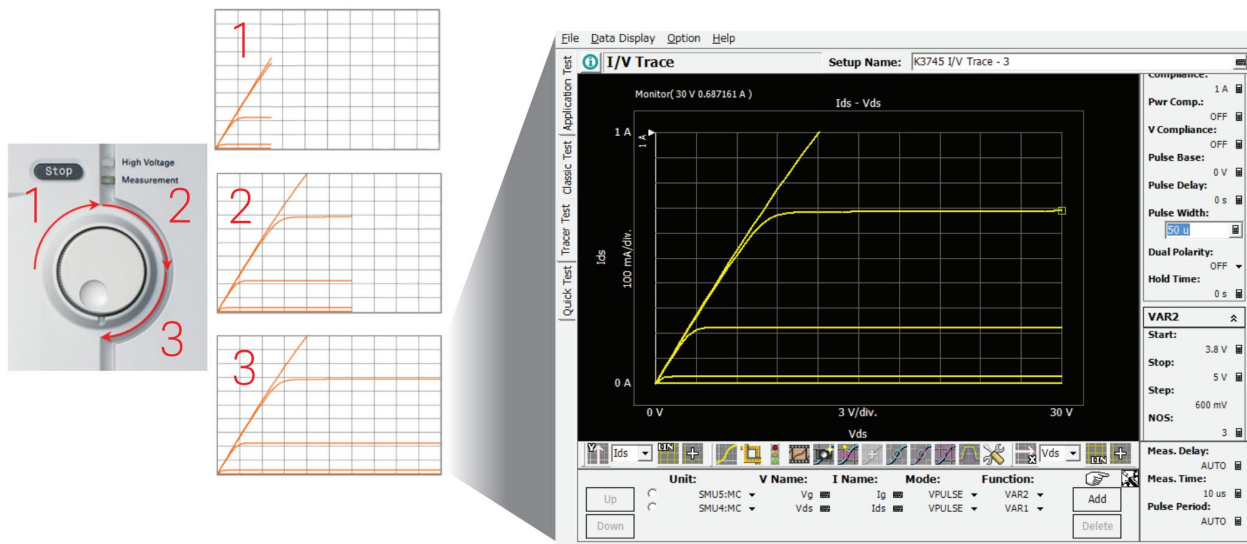 Stop
High Voltage
Measurement
1
2
3
1
2
3
File Data Display Option Help
Application Test
Classic Test
Tracer Test
Quick Test
I/V Trace
Setup Name: K3745 I/V Trace - 3
Monitor( 30 V 0.687161 A )
Ids - Vds
1 A
1 A
Ids
100 mA/div.
0 A
0 V
3 V/div.
30 V
Vds
Compliance:
1 A
Pwr Comp.:
OFF
V Compliance:
OFF
Pulse Base:
0 V
Pulse Delay:
0 s
Pulse Width:
50 u
Dual Polarity:
OFF
Hold Time:
0 s
VAR2
Start:
3.8 V
Stop:
5 V
Step:
600 mV
NOS:
3
Meas. Delay:
AUTO
Meas. Time:
10 us
Pulse Period:
AUTO
Y Ids LIN
X Vds LIN
Unit: V Name: I Name: Mode: Function:
Up SMU5:MC Vg Ig VPULSE VAR2 Add
SMU4:MC Vds Ids VPULSE VAR1
Down Delete